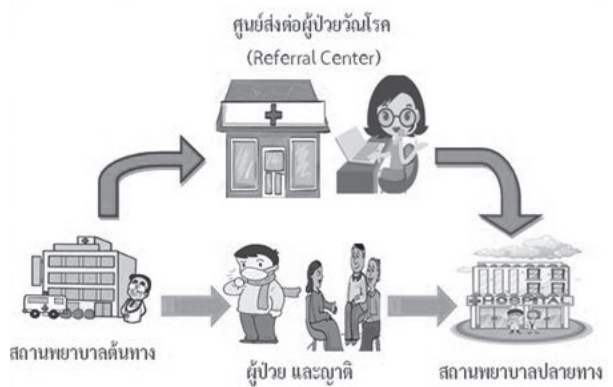 ศูนย์ส่งต่อผู้ป่วยวัณโรค
(Referral Center)
HOSPITAL
สถานพยาบาลต้นทาง
ผู้ป่วย และญาติ
สถานพยาบาลปลายทาง